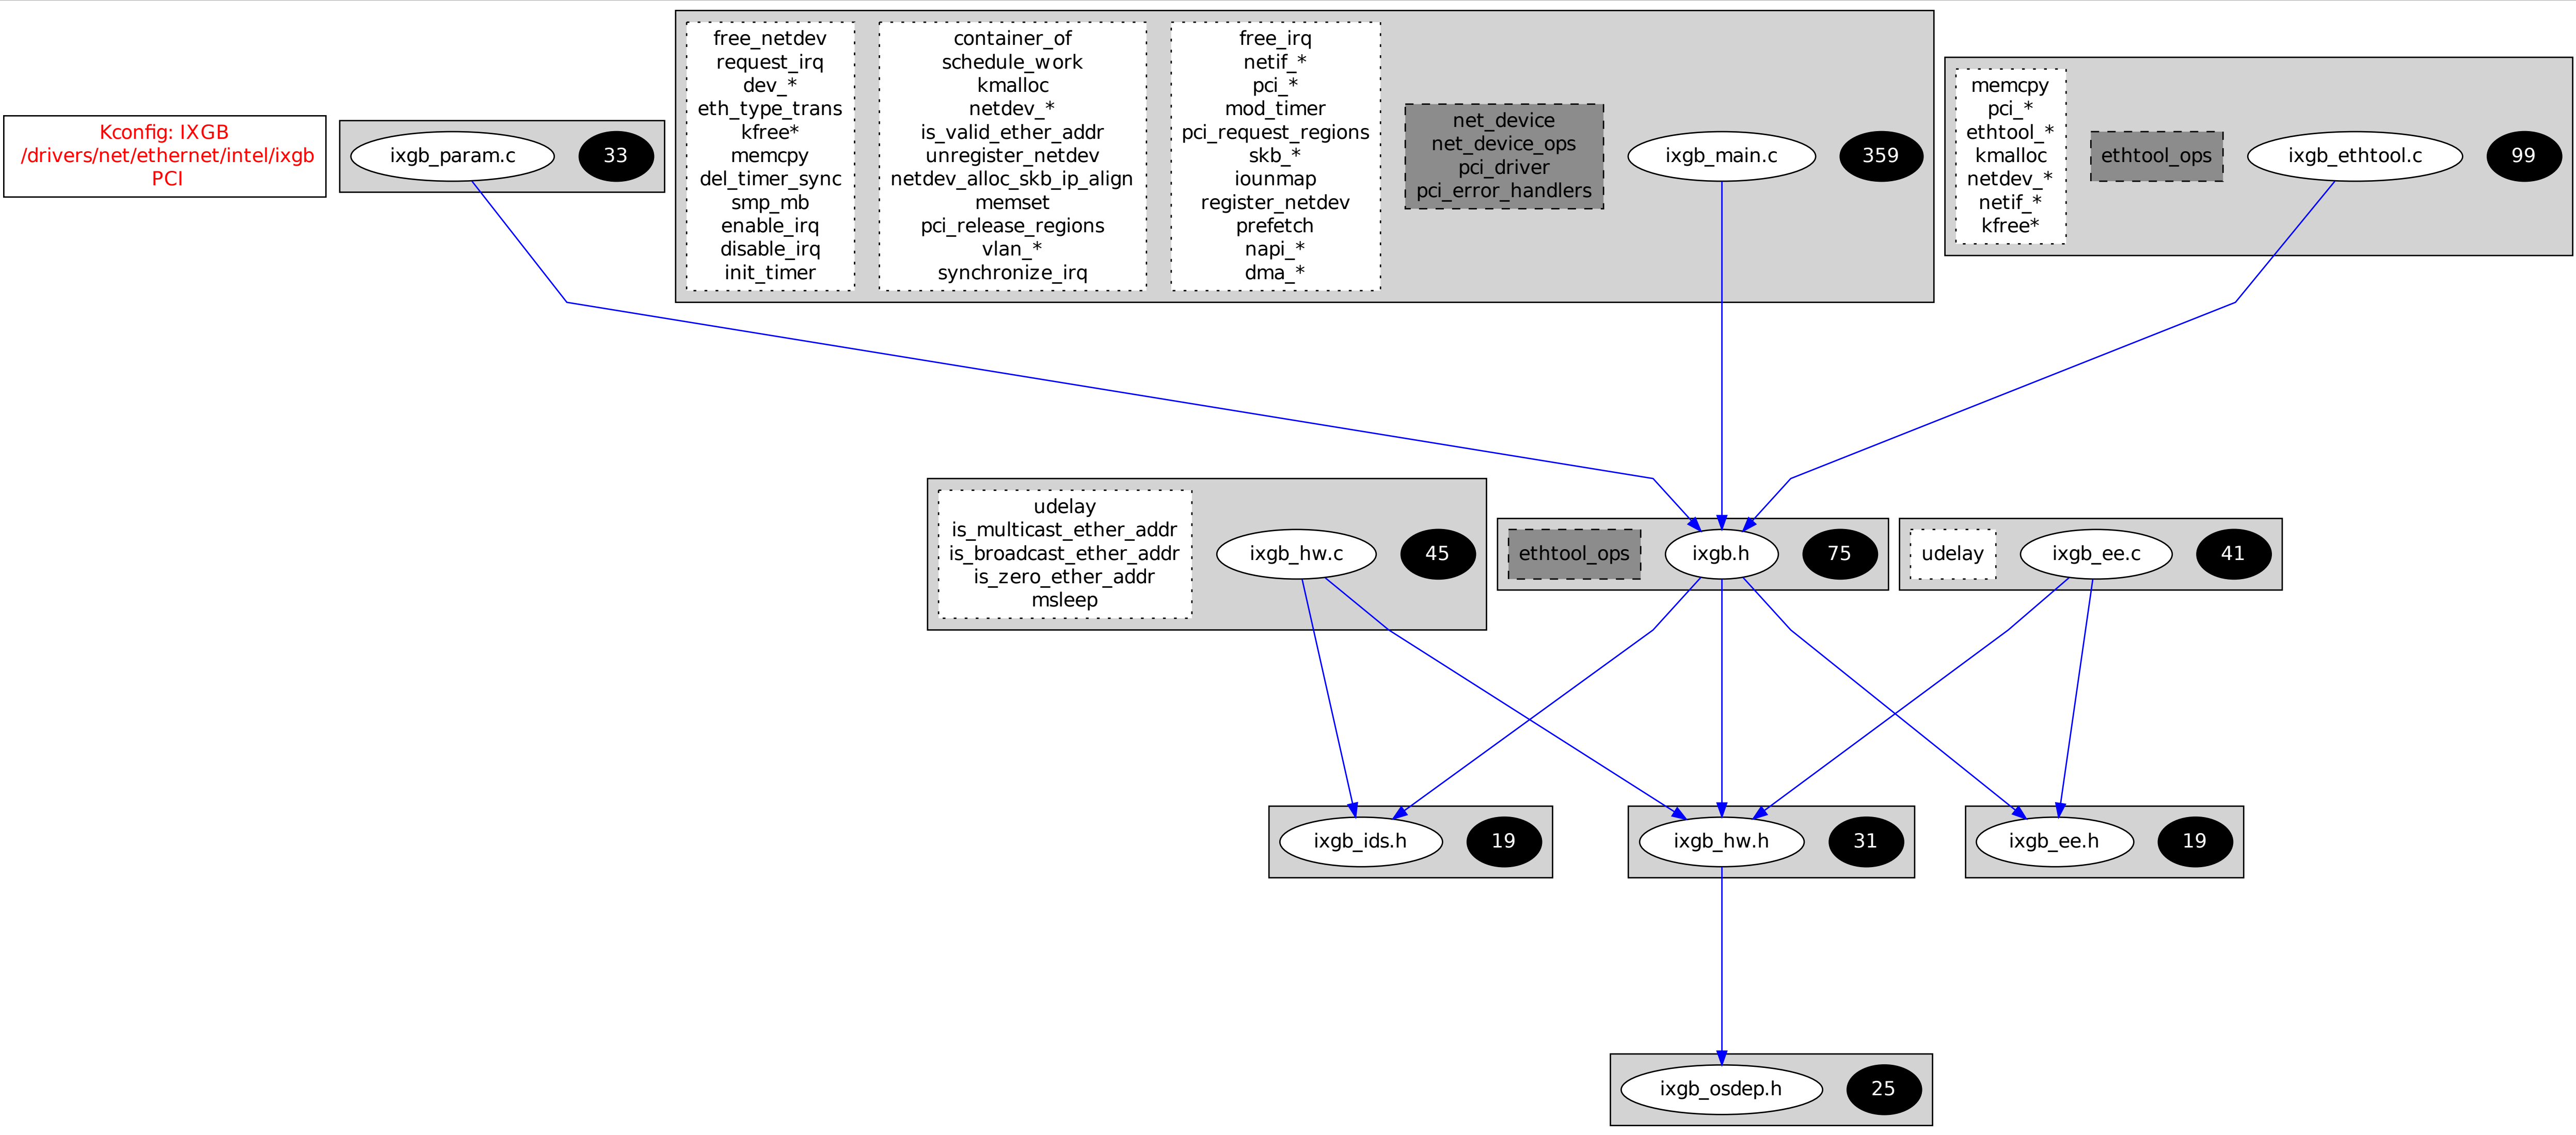 Kconfig: IXGB
/drivers/net/ethernet/intel/ixgb
PCI
ixgb_param.c
33
free_netdev
request_irq
dev_*
eth_type_trans
kfree*
memcpy
del_timer_sync
smp_mb
enable_irq
disable_irq
init_timer
container_of
schedule_work
kmalloc
netdev_*
is_valid_ether_addr
unregister_netdev
netdev_alloc_skb_ip_align
memset
pci_release_regions
vlan_*
synchronize_irq
free_irq
netif_*
pci_*
mod_timer
pci_request_regions
skb_*
iounmap
register_netdev
prefetch
napi_*
dma_*
net_device
net_device_ops
pci_driver
pci_error_handlers
ixgb_main.c
359
memcpy
pci_*
ethtool_*
kmalloc
netdev_*
netif_*
kfree*
ethtool_ops
ixgb_ethtool.c
99
udelay
is_multicast_ether_addr
is_broadcast_ether_addr
is_zero_ether_addr
msleep
ixgb_hw.c
45
ethtool_ops
ixgb.h
75
udelay
ixgb_ee.c
41
ixgb_ids.h
19
ixgb_hw.h
31
ixgb_ee.h
19
ixgb_osdep.h
25